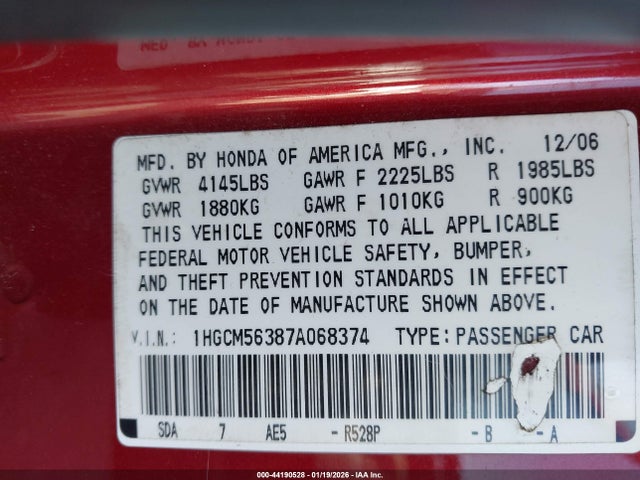 MFD. BY HONDA OF AMERICA MFG., INC. 12/06
GVWR 4145LBS GAWR F 2225LBS R 1985LBS
GVWR 1880KG GAWR F 1010KG R 900KG
THIS VEHICLE CONFORMS TO ALL APPLICABLE
FEDERAL MOTOR VEHICLE SAFETY, BUMPER,
AND THEFT PREVENTION STANDARDS IN EFFECT
ON THE DATE OF MANUFACTURE SHOWN ABOVE.
V.I.N.: 1HGCM56387A068374 TYPE: PASSENGER CAR
SDA 7 AE5 - R528P - B - A
000-44190528 - 01/19/2026 - IAA Inc.